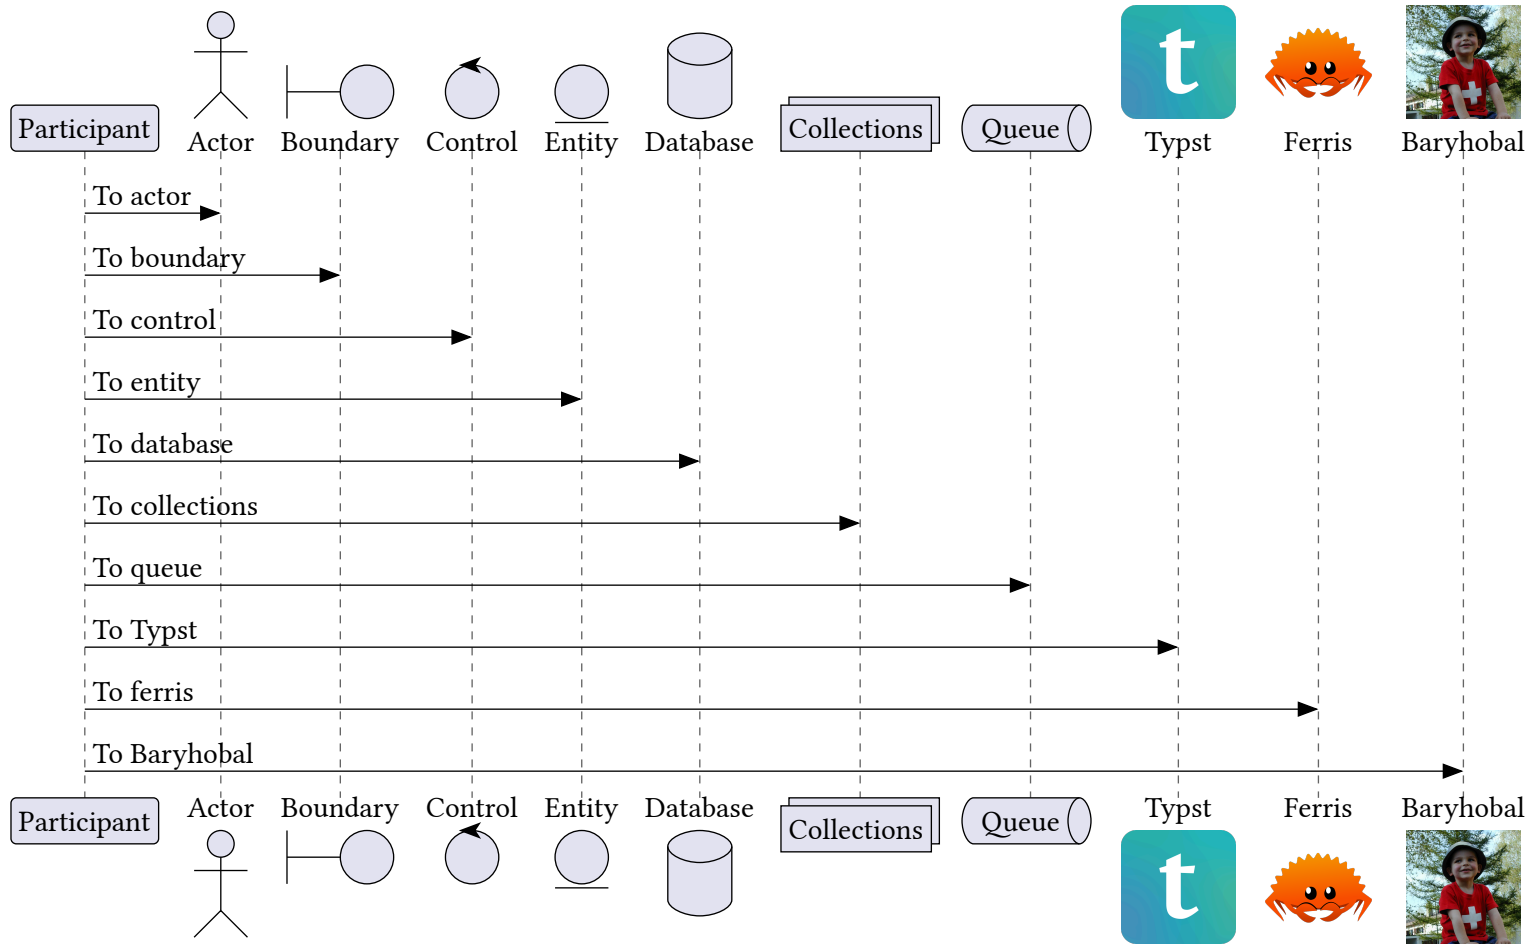 Participant Actor Boundary Control Entity Database Collections Queue t Typst Ferris Baryhobal
To actor
To boundary
To control
To entity
To database
To collections
To queue
To Typst
To ferris
To Baryhobal
Participant Actor Boundary Control Entity Database Collections Queue Typst Ferris Baryhobal
t